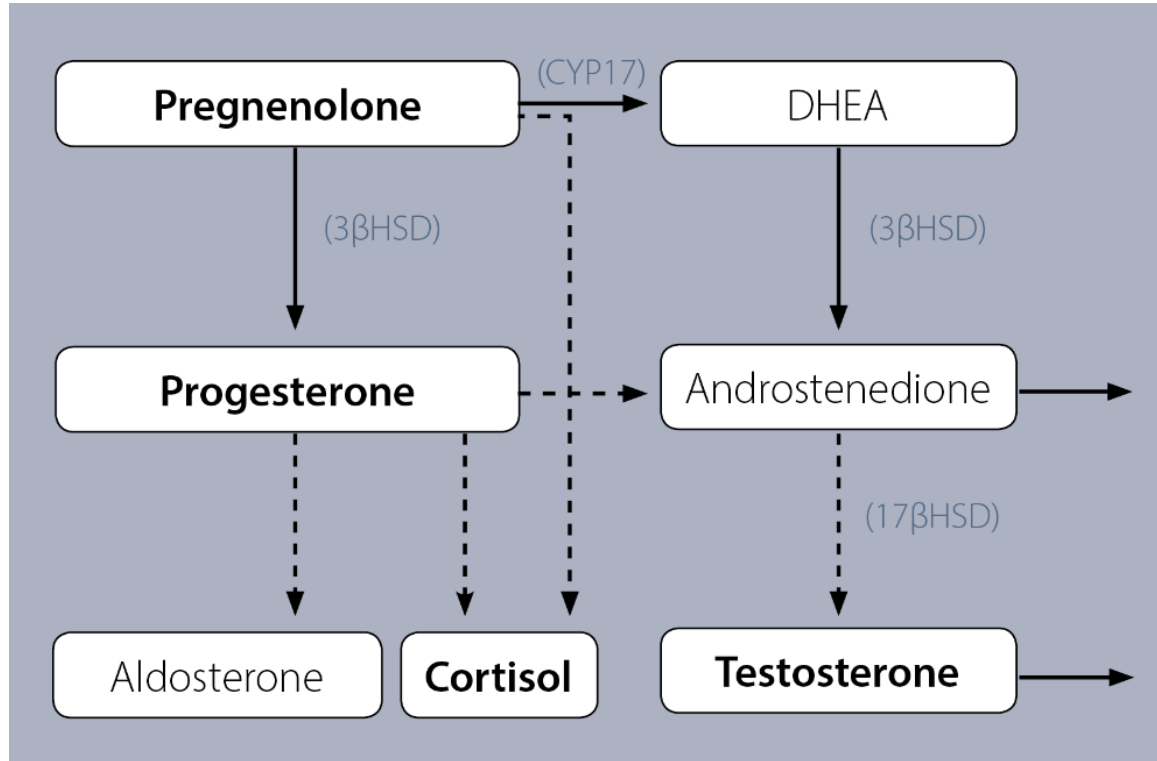 (CYP17)
Pregnenolone
DHEA
(3βHSD)
(3βHSD)
Progesterone
Androstenedione
(17βHSD)
Aldosterone
Cortisol
Testosterone